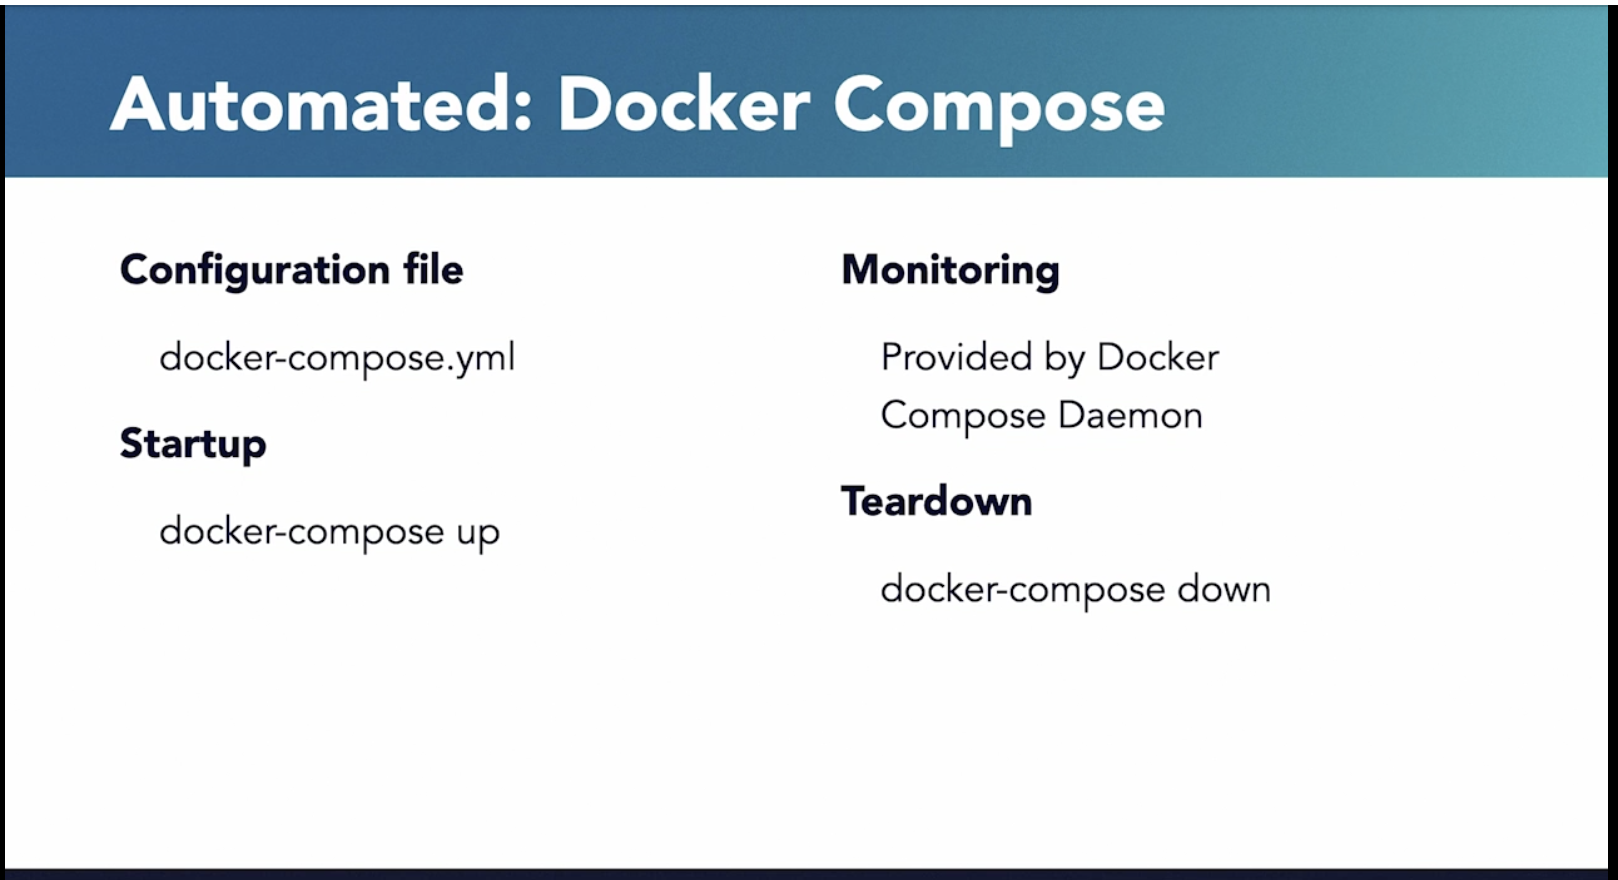 Automated: Docker Compose
Configuration file
docker-compose.yml
Startup
docker-compose up
Monitoring
Provided by Docker
Compose Daemon
Teardown
docker-compose down